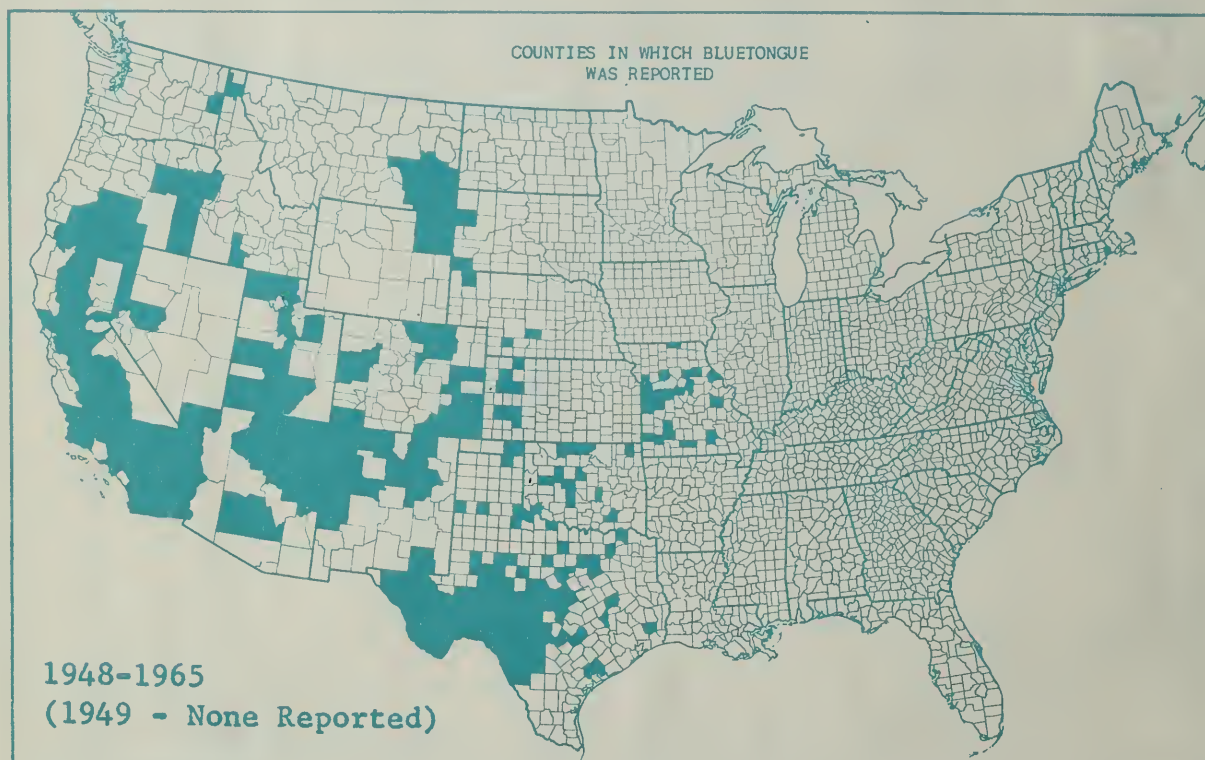 COUNTIES IN WHICH BLUETONGUE
WAS REPORTED
1948-1965
(1949 - None Reported)